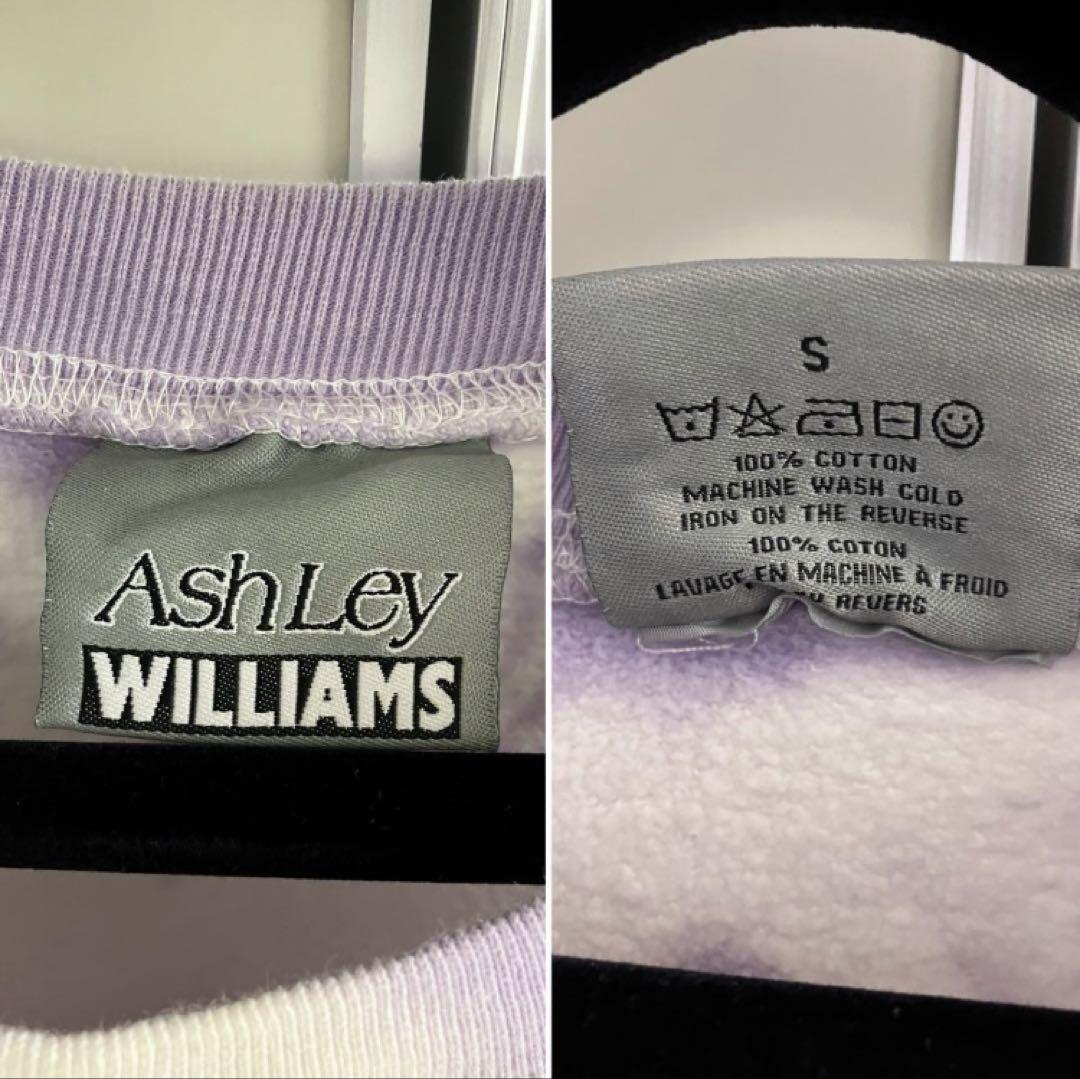 AshLey
WILLIAMS
S
100% COTTON
MACHINE WASH COLD
IRON ON THE REVERSE
100% COTON
LAVAGE EN MACHINE À FROID
REVERS